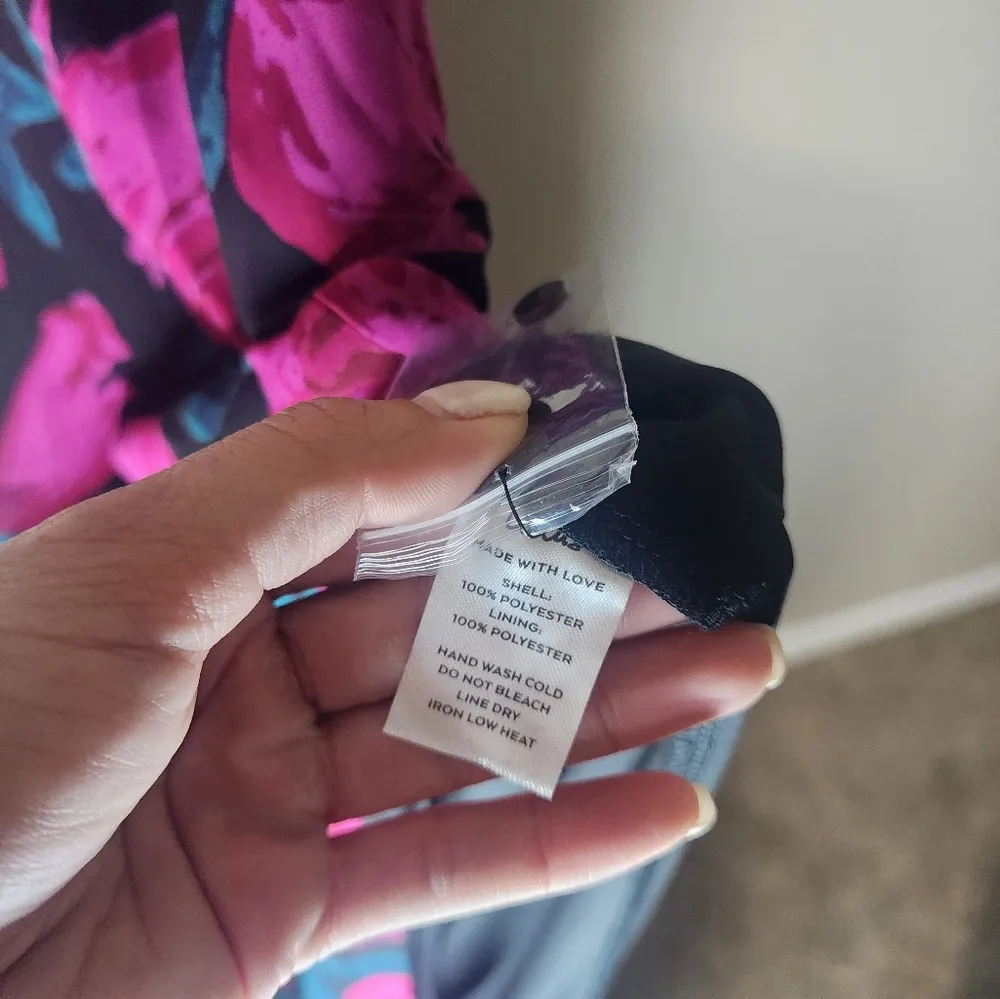 MADE WITH LOVE
SHELL:
100% POLYESTER
LINING:
100% POLYESTER
HAND WASH COLD
DO NOT BLEACH
LINE DRY
IRON LOW HEAT